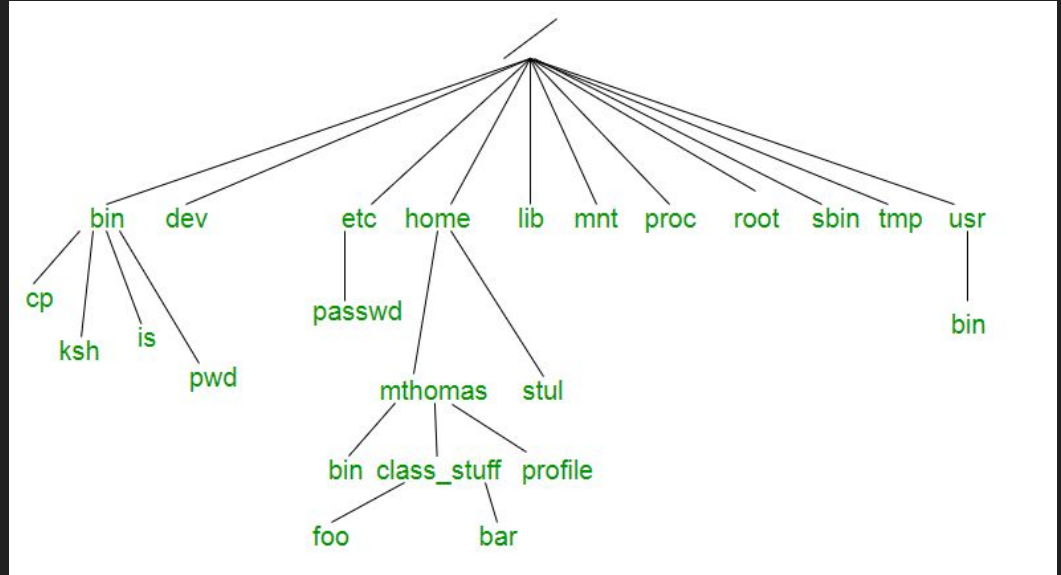 /
bin dev etc home lib mnt proc root sbin tmp usr
cp
ksh
is
pwd
passwd
bin
mthomas stul
bin class_stuff profile
foo bar